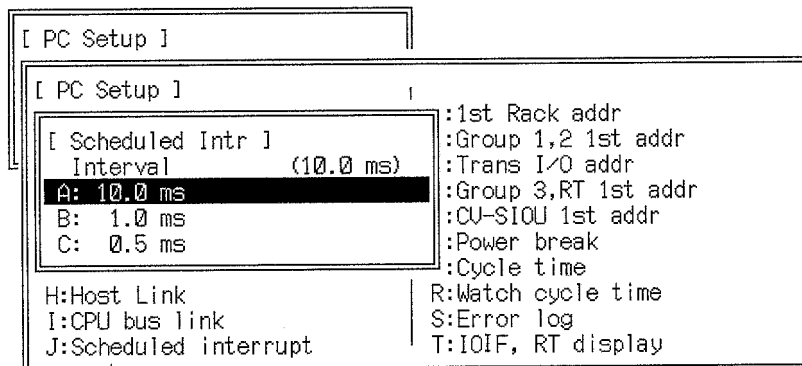 [ PC Setup ]
[ PC Setup ]
[ Scheduled Intr ]
Interval (10.0 ms)
A: 10.0 ms
B: 1.0 ms
C: 0.5 ms
H:Host Link
I:CPU bus link
J:Scheduled interrupt
:1st Rack addr
:Group 1,2 1st addr
:Trans I/O addr
:Group 3,RT 1st addr
:CV-SIOU 1st addr
:Power break
:Cycle time
R:Watch cycle time
S:Error log
T:IOIF, RT display